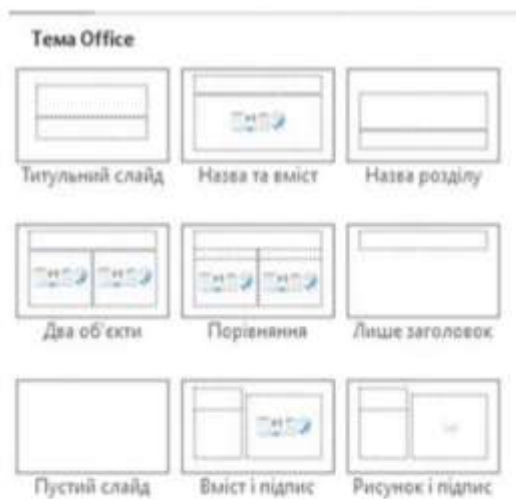 Тема Office
Титульний слайд
Назва та вміст
Назва розділу
Два об'єкти
Порівняння
Лише заголовок
Пустий слайд
Вміст і підпис
Рисунок і підпис